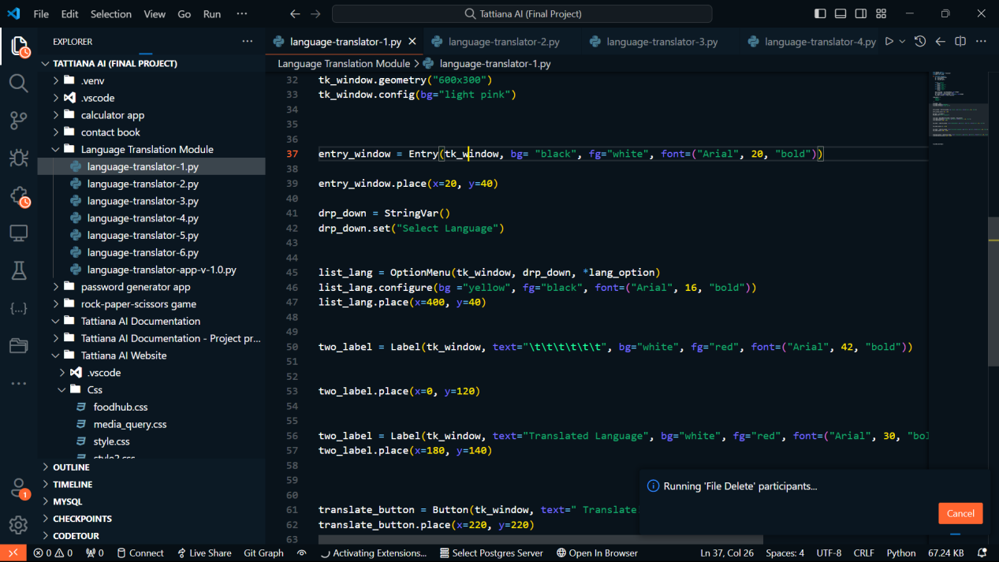 File Edit Selection View Go Run ···
Tattiana AI (Final Project)
EXPLORER
TATTIANA AI (FINAL PROJECT)
.venv
.vscode
calculator app
contact book
Language Translation Module
language-translator-1.py
language-translator-2.py
language-translator-3.py
language-translator-4.py
language-translator-5.py
language-translator-6.py
language-translator-app-v-1.0.py
password generator app
rock-paper-scissors game
Tattiana AI Documentation
Tattiana AI Documentation - Project pr...
Tattiana AI Website
.vscode
Css
foodhub.css
media_query.css
style.css
style2.css
OUTLINE
TIMELINE
MYSQL
CHECKPOINTS
CODETOUR
1
language-translator-1.py language-translator-2.py language-translator-3.py language-translator-4.py
Language Translation Module > language-translator-1.py
32 tk_window.geometry("600x300")
33 tk_window.config(bg="light pink")
34
35
36
37 entry_window = Entry(tk_window, bg= "black", fg="white", font=("Arial", 20, "bold"))
38
39 entry_window.place(x=20, y=40)
40
41 drp_down = StringVar()
42 drp_down.set("Select Language")
43
44
45 list_lang = OptionMenu(tk_window, drp_down, *lang_option)
46 list_lang.configure(bg ="yellow", fg="black", font=("Arial", 16, "bold"))
47 list_lang.place(x=400, y=40)
48
49
50 two_label = Label(tk_window, text="\t\t\t\t\t\t", bg="white", fg="red", font=("Arial", 42, "bold"))
51
52
53 two_label.place(x=0, y=120)
54
55
56 two_label = Label(tk_window, text="Translated Language", bg="white", fg="red", font=("Arial", 30, "bol
57 two_label.place(x=180, y=140)
58
59
60
61 translate_button = Button(tk_window, text=" Translate
62 translate_button.place(x=220, y=220)
63
Running 'File Delete' participants...
Cancel
0 0 0 Connect Live Share Git Graph Activating Extensions... Select Postgres Server Open In Browser Ln 37, Col 26 Spaces: 4 UTF-8 CRLF Python 67.24 KB